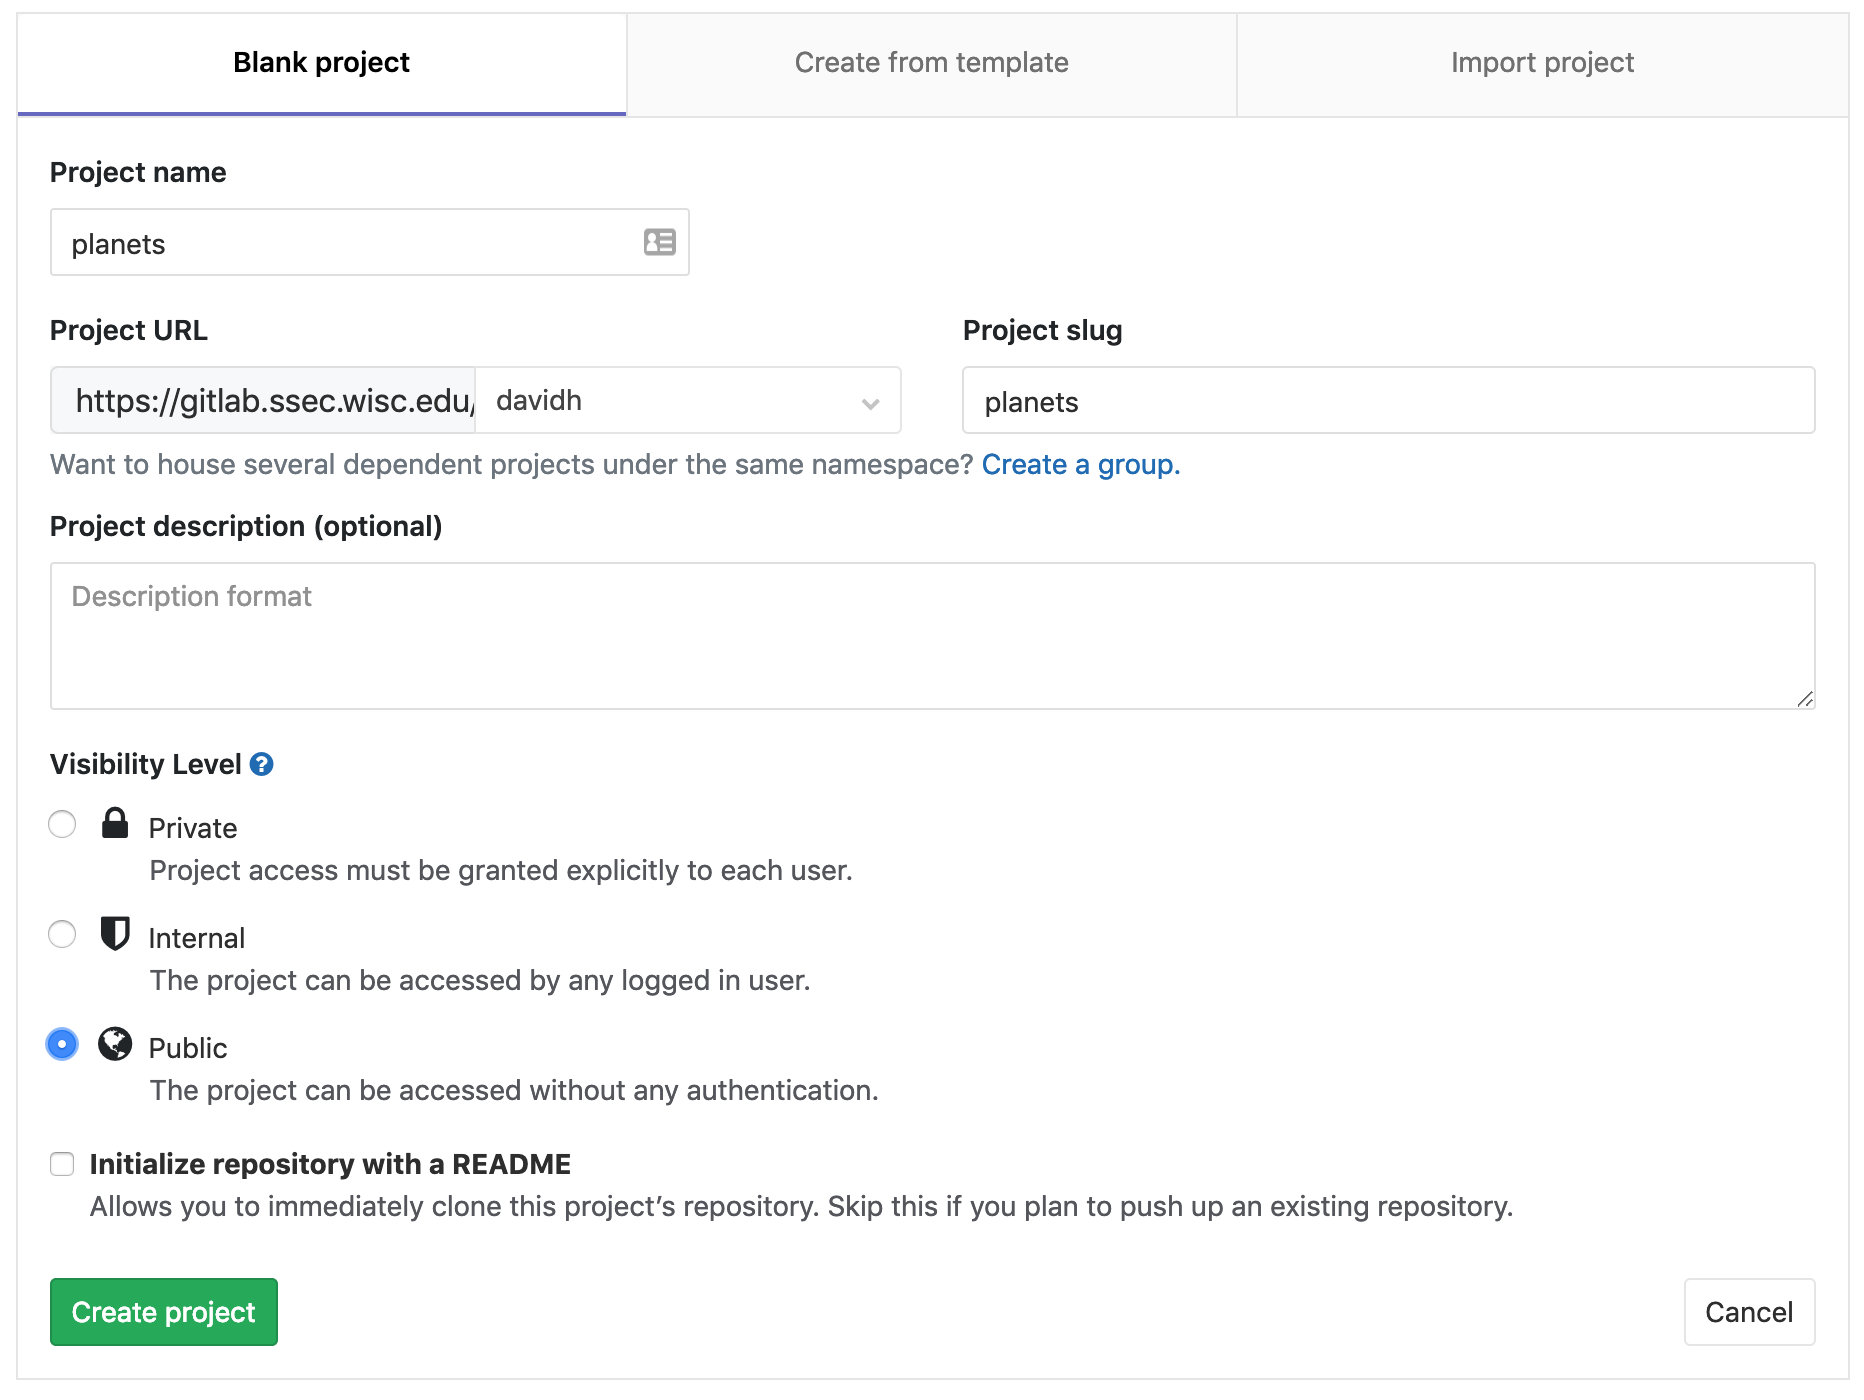 Blank project
Create from template
Import project
Project name
planets
Project URL
Project slug
https://gitlab.ssec.wisc.edu/
davidh
planets
Want to house several dependent projects under the same namespace? Create a group.
Project description (optional)
Description format
Visibility Level ?
Private
Project access must be granted explicitly to each user.
Internal
The project can be accessed by any logged in user.
Public
The project can be accessed without any authentication.
Initialize repository with a README
Allows you to immediately clone this project’s repository. Skip this if you plan to push up an existing repository.
Create project
Cancel